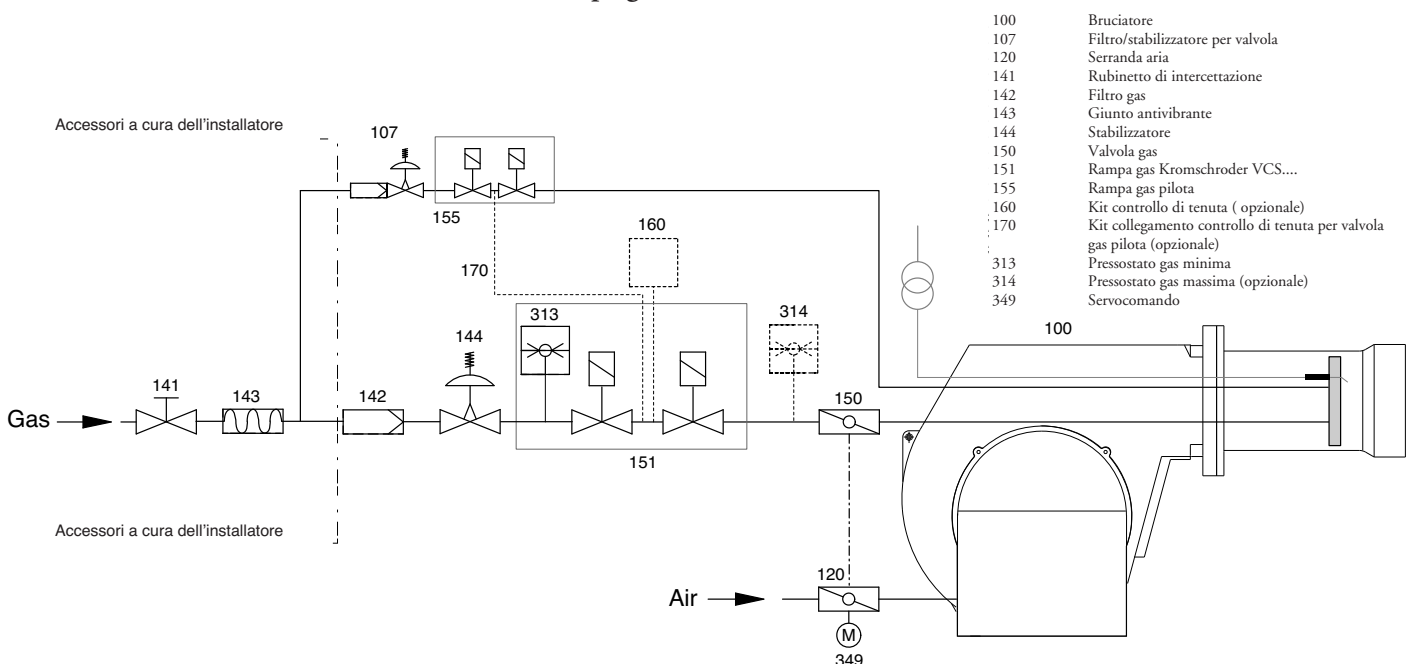 100 Bruciatore
107 Filtro/stabilizzatore per valvola
120 Serranda aria
141 Rubinetto di intercettazione
142 Filtro gas
143 Giunto antivibrante
144 Stabilizzatore
150 Valvola gas
151 Rampa gas Kromschroder VCS....
155 Rampa gas pilota
160 Kit controllo di tenuta ( opzionale)
170 Kit collegamento controllo di tenuta per valvola
gas pilota (opzionale)
313 Pressostato gas minima
314 Pressostato gas massima (opzionale)
349 Servocomando
Accessori a cura dell'installatore
107
155
160
170
313
314
100
144
141
143
142
150
Gas
151
Accessori a cura dell'installatore
120
Air
M
349